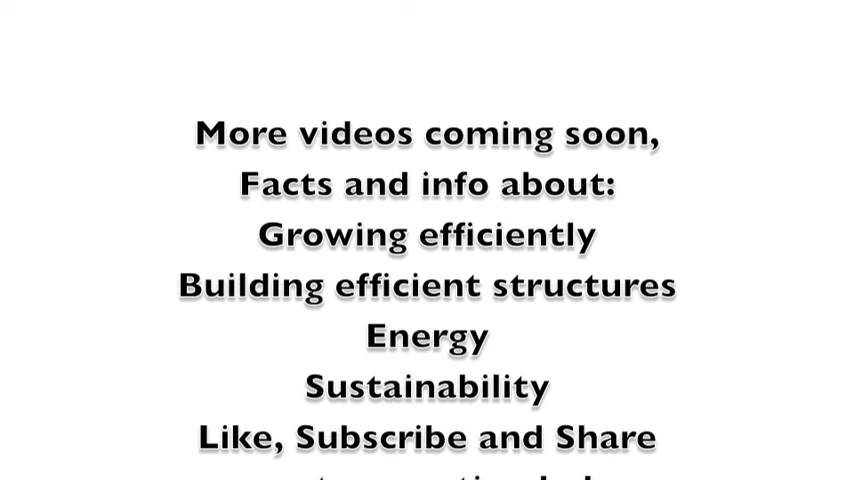 More videos coming soon,
Facts and info about:
Growing efficiently
Building efficient structures
Energy
Sustainability
Like, Subscribe and Share